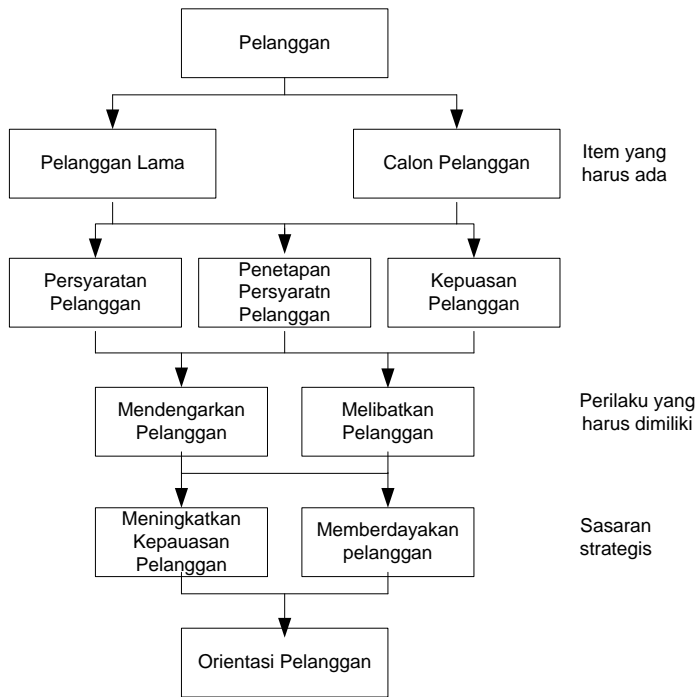 Pelanggan
Pelanggan Lama
Calon Pelanggan
Item yang
harus ada
Persyaratan
Pelanggan
Penetapan
Persyaratn
Pelanggan
Kepuasan
Pelanggan
Mendengarkan
Pelanggan
Melibatkan
Pelanggan
Perilaku yang
harus dimiliki
Meningkatkan
Kepauasan
Pelanggan
Memberdayakan
pelanggan
Sasaran
strategis
Orientasi Pelanggan